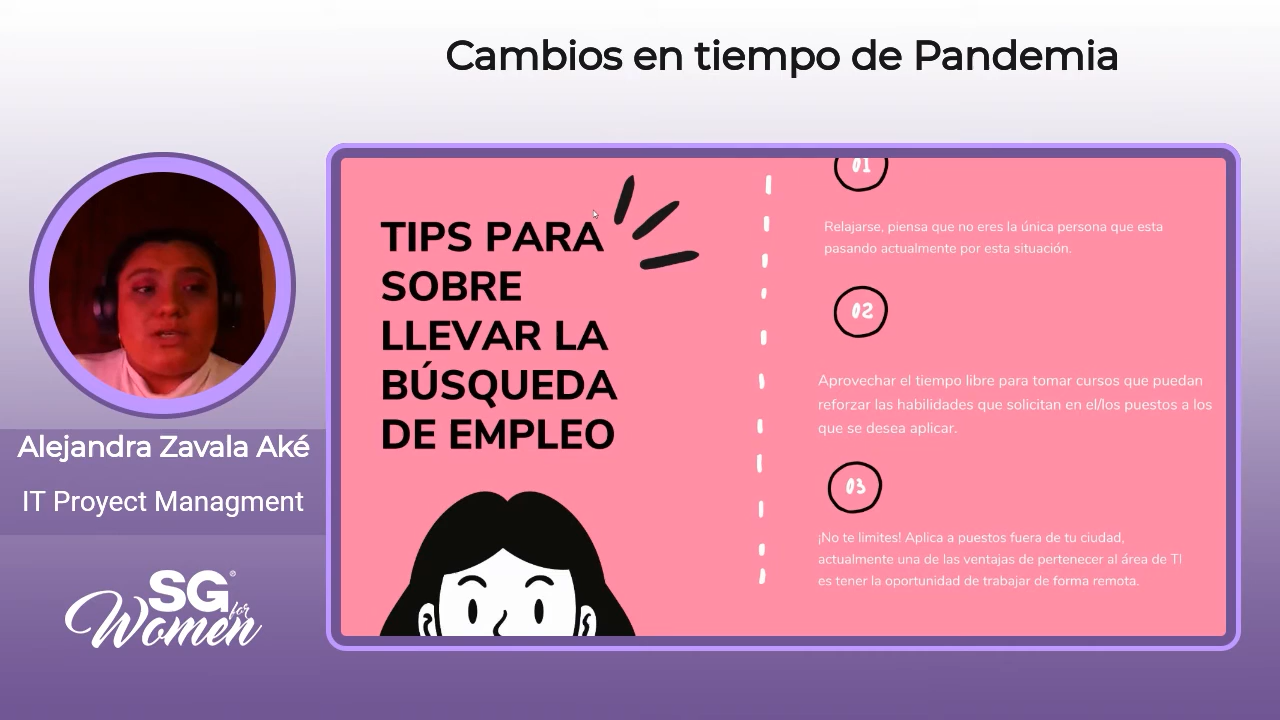 Cambios en tiempo de Pandemia
TIPS PARA
SOBRE
LLEVAR LA
BÚSQUEDA
DE EMPLEO
01
Relajarse, piensa que no eres la única persona que esta
pasando actualmente por esta situación.
02
Aprovechar el tiempo libre para tomar cursos que puedan
reforzar las habilidades que solicitan en el/los puestos a los
que se desea aplicar.
03
¡No te limites! Aplica a puestos fuera de tu ciudad,
actualmente una de las ventajas de pertenecer al área de TI
es tener la oportunidad de trabajar de forma remota.
Alejandra Zavala Aké
IT Proyect Managment
SG®
for
Women